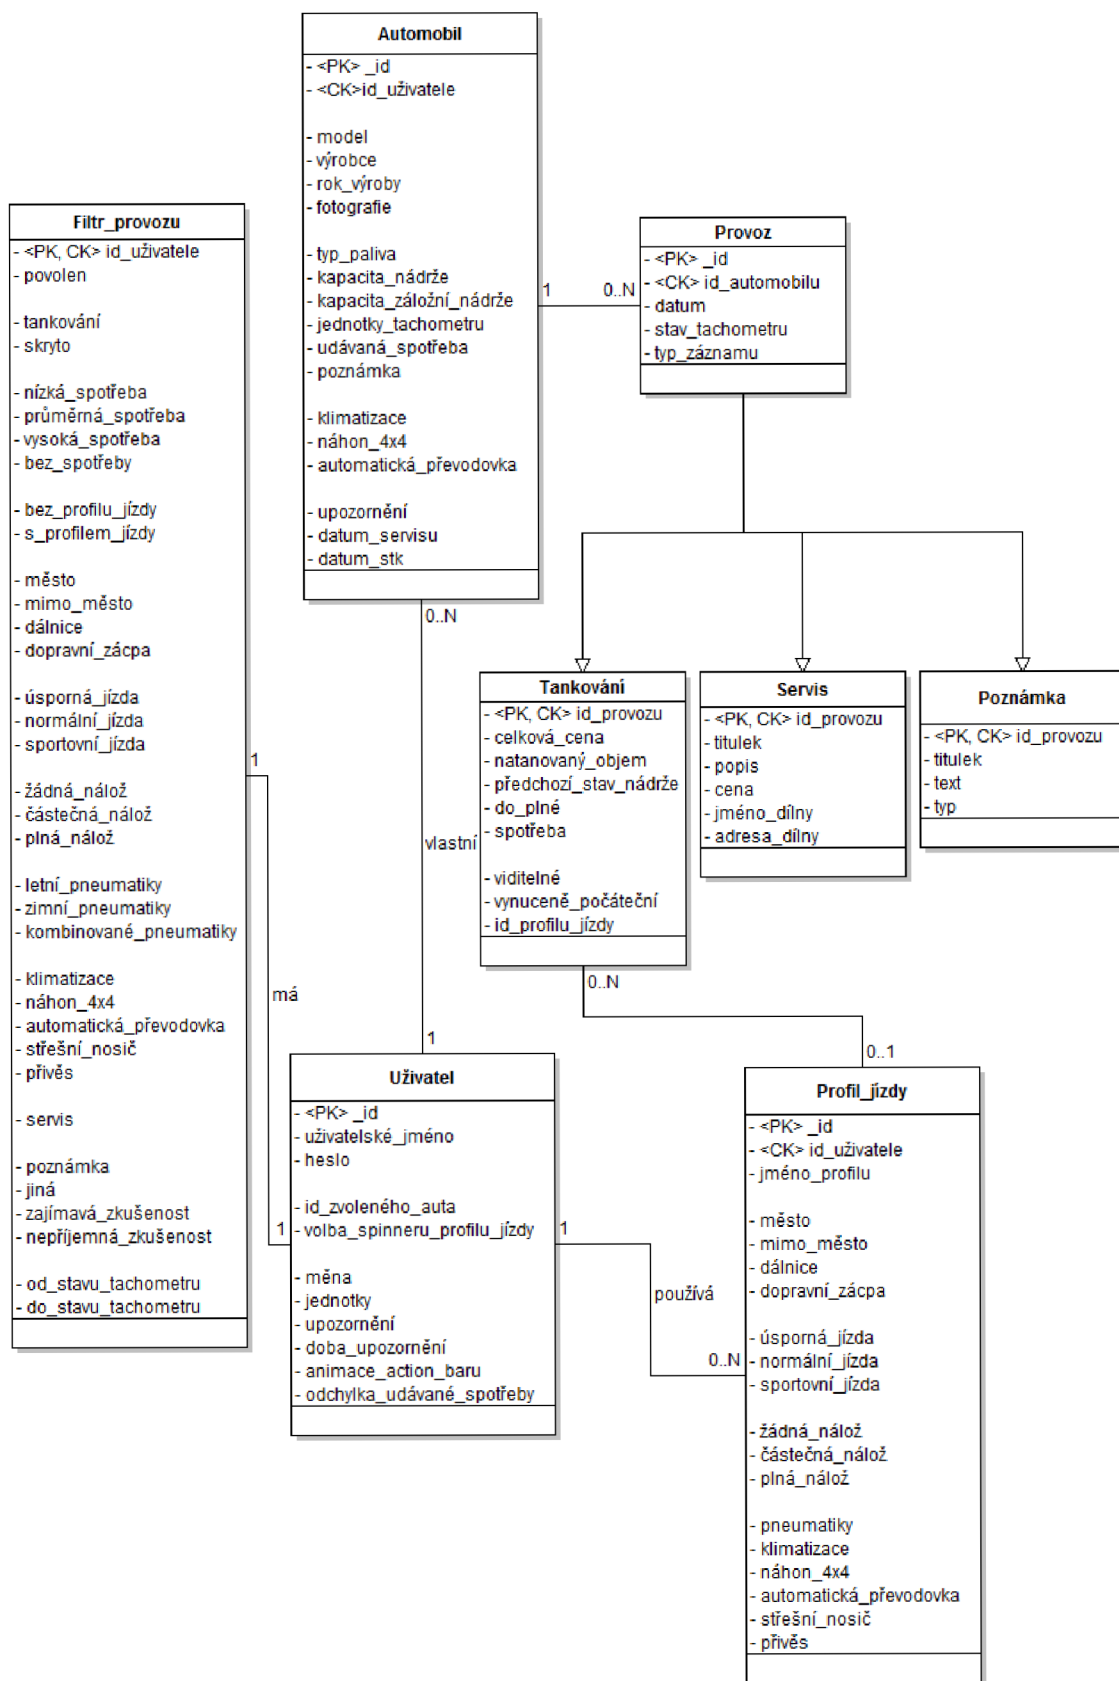 Automobil
- <PK> _id
- <CK>id_uživatele
- model
- výrobce
- rok_výroby
- fotografie
- typ_paliva
- kapacita_nádrže
- kapacita_záložní_nádrže
- jednotky_tachometru
- udávaná_spotřeba
- poznámka
- klimatizace
- náhon_4x4
- automatická_převodovka
- upozornění
- datum_servisu
- datum_stk
Filtr_provozu
- <PK, CK> id_uživatele
- povolen
- tankování
- skryto
- nízká_spotřeba
- průměrná_spotřeba
- vysoká_spotřeba
- bez_spotřeby
- bez_profilu_jízdy
- s_profilem_jízdy
- město
- mimo_město
- dálnice
- dopravní_zácpa
- úsporná_jízda
- normální_jízda
- sportovní_jízda
- žádná_nálož
- částečná_nálož
- plná_nálož
- letní_pneumatiky
- zimní_pneumatiky
- kombinované_pneumatiky
- klimatizace
- náhon_4x4
- automatická_převodovka
- střešní_nosič
- přivěs
- servis
- poznámka
- jiná
- zajímavá_zkušenost
- nepříjemná_zkušenost
- od_stavu_tachometru
- do_stavu_tachometru
1
0..N
Provoz
- <PK> _id
- <CK> id_automobilu
- datum
- stav_tachometru
- typ_záznamu
0..N
vlastní
1
Tankování
- <PK, CK> id_provozu
- celková_cena
- natanovaný_objem
- předchozí_stav_nádrže
- do_plné
- spotřeba
- viditelné
- vynuceně_počáteční
- id_profilu_jízdy
Servis
- <PK, CK> id_provozu
- titulek
- popis
- cena
- jméno_dílny
- adresa_dílny
Poznámka
- <PK, CK> id_provozu
- titulek
- text
- typ
1
má
1
0..N
0..1
Uživatel
- <PK> _id
- uživatelské_jméno
- heslo
- id_zvoleného_auta
- volba_spinneru_profilu_jízdy
- měna
- jednotky
- upozornění
- doba_upozornění
- animace_action_baru
- odchylka_udávané_spotřeby
1
používá
0..N
Profil_jízdy
- <PK> _id
- <CK> id_uživatele
- jméno_profilu
- město
- mimo_město
- dálnice
- dopravní_zácpa
- úsporná_jízda
- normální_jízda
- sportovní_jízda
- žádná_nálož
- částečná_nálož
- plná_nálož
- pneumatiky
- klimatizace
- náhon_4x4
- automatická_převodovka
- střešní_nosič
- přivěs